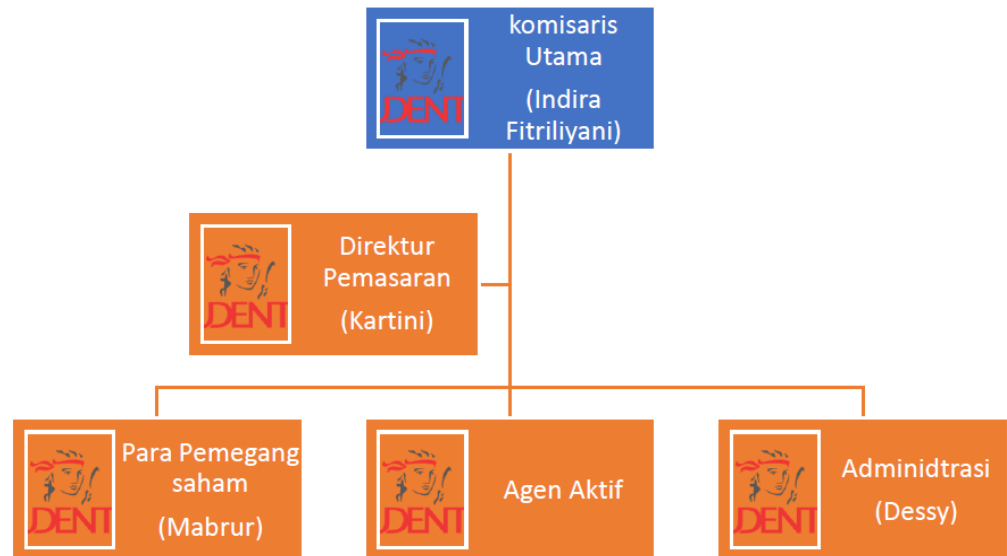 komisaris
Utama
(Indira
Fitriliyani)
DENT
Direktur
Pemasaran
(Kartini)
DENT
Para Pemegang
saham
(Mabrur)
DENT
Agen Aktif
DENT
Adminidtrasi
(Dessy)
DENT